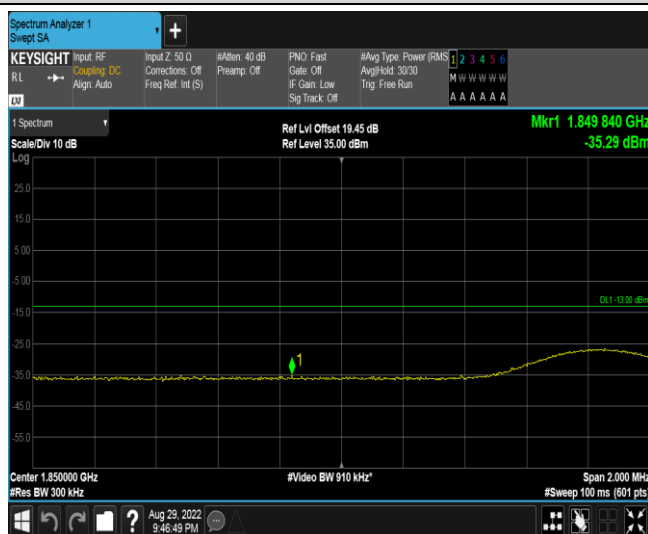 Spectrum Analyzer 1
Swept SA
+
KEYSIGHT
RL
LXI
Input: RF
Coupling: DC
Align: Auto
Input Z: 50 Ω
Corrections: Off
Freq Ref: Int (S)
#Atten: 40 dB
Preamp: Off
PNO: Fast
Gate: Off
IF Gain: Low
Sig Track: Off
#Avg Type: Power (RMS
Avg|Hold: 30/30
Trig: Free Run
1 2 3 4 5 6
M W W W W W
A A A A A A
1 Spectrum
Scale/Div 10 dB
Log
Ref Lvl Offset 19.45 dB
Ref Level 35.00 dBm
Mkr1 1.849 840 GHz
-35.29 dBm
25.0
15.0
5.00
-5.00
DL1 -13.00 dBm
-15.0
-25.0
1
-35.0
-45.0
-55.0
Center 1.850000 GHz
#Res BW 300 kHz
#Video BW 910 kHz*
Span 2.000 MHz
#Sweep 100 ms (601 pts)
?
Aug 29, 2022
9:46:49 PM